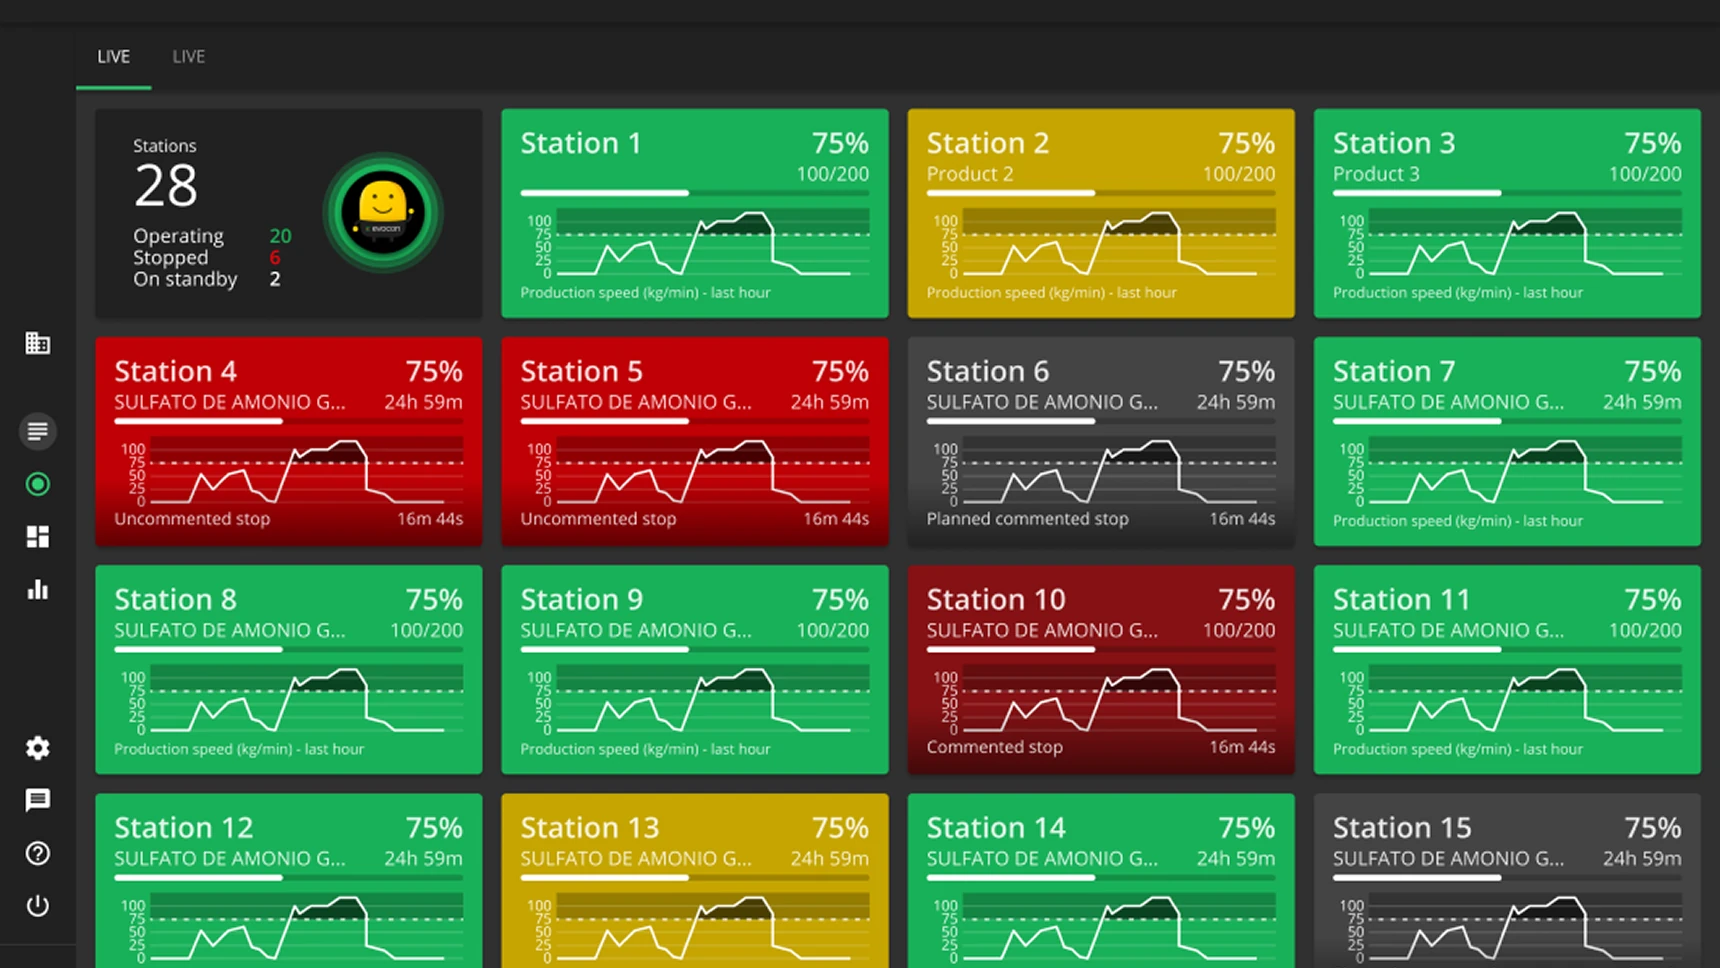 LIVE LIVE
Stations
28
Operating 20
Stopped 6
On standby 2
evocon
Station 1 75%
100/200
100
75
50
25
0
Production speed (kg/min) - last hour
Station 2 75%
Product 2 100/200
100
75
50
25
0
Production speed (kg/min) - last hour
Station 3 75%
Product 3 100/200
100
75
50
25
0
Production speed (kg/min) - last hour
Station 4 75%
SULFATO DE AMONIO G... 24h 59m
100
75
50
25
0
Uncommented stop 16m 44s
Station 5 75%
SULFATO DE AMONIO G... 24h 59m
100
75
50
25
0
Uncommented stop 16m 44s
Station 6 75%
SULFATO DE AMONIO G... 24h 59m
100
75
50
25
0
Planned commented stop 16m 44s
Station 7 75%
SULFATO DE AMONIO G... 24h 59m
100
75
50
25
0
Production speed (kg/min) - last hour
Station 8 75%
SULFATO DE AMONIO G... 100/200
100
75
50
25
0
Production speed (kg/min) - last hour
Station 9 75%
SULFATO DE AMONIO G... 100/200
100
75
50
25
0
Production speed (kg/min) - last hour
Station 10 75%
SULFATO DE AMONIO G... 100/200
100
75
50
25
0
Commented stop 16m 44s
Station 11 75%
SULFATO DE AMONIO G... 100/200
100
75
50
25
0
Production speed (kg/min) - last hour
Station 12 75%
SULFATO DE AMONIO G... 24h 59m
100
75
50
25
0
Station 13 75%
SULFATO DE AMONIO G... 24h 59m
100
75
50
25
0
Station 14 75%
SULFATO DE AMONIO G... 24h 59m
100
75
50
25
0
Station 15 75%
SULFATO DE AMONIO G... 24h 59m
100
75
50
25
0